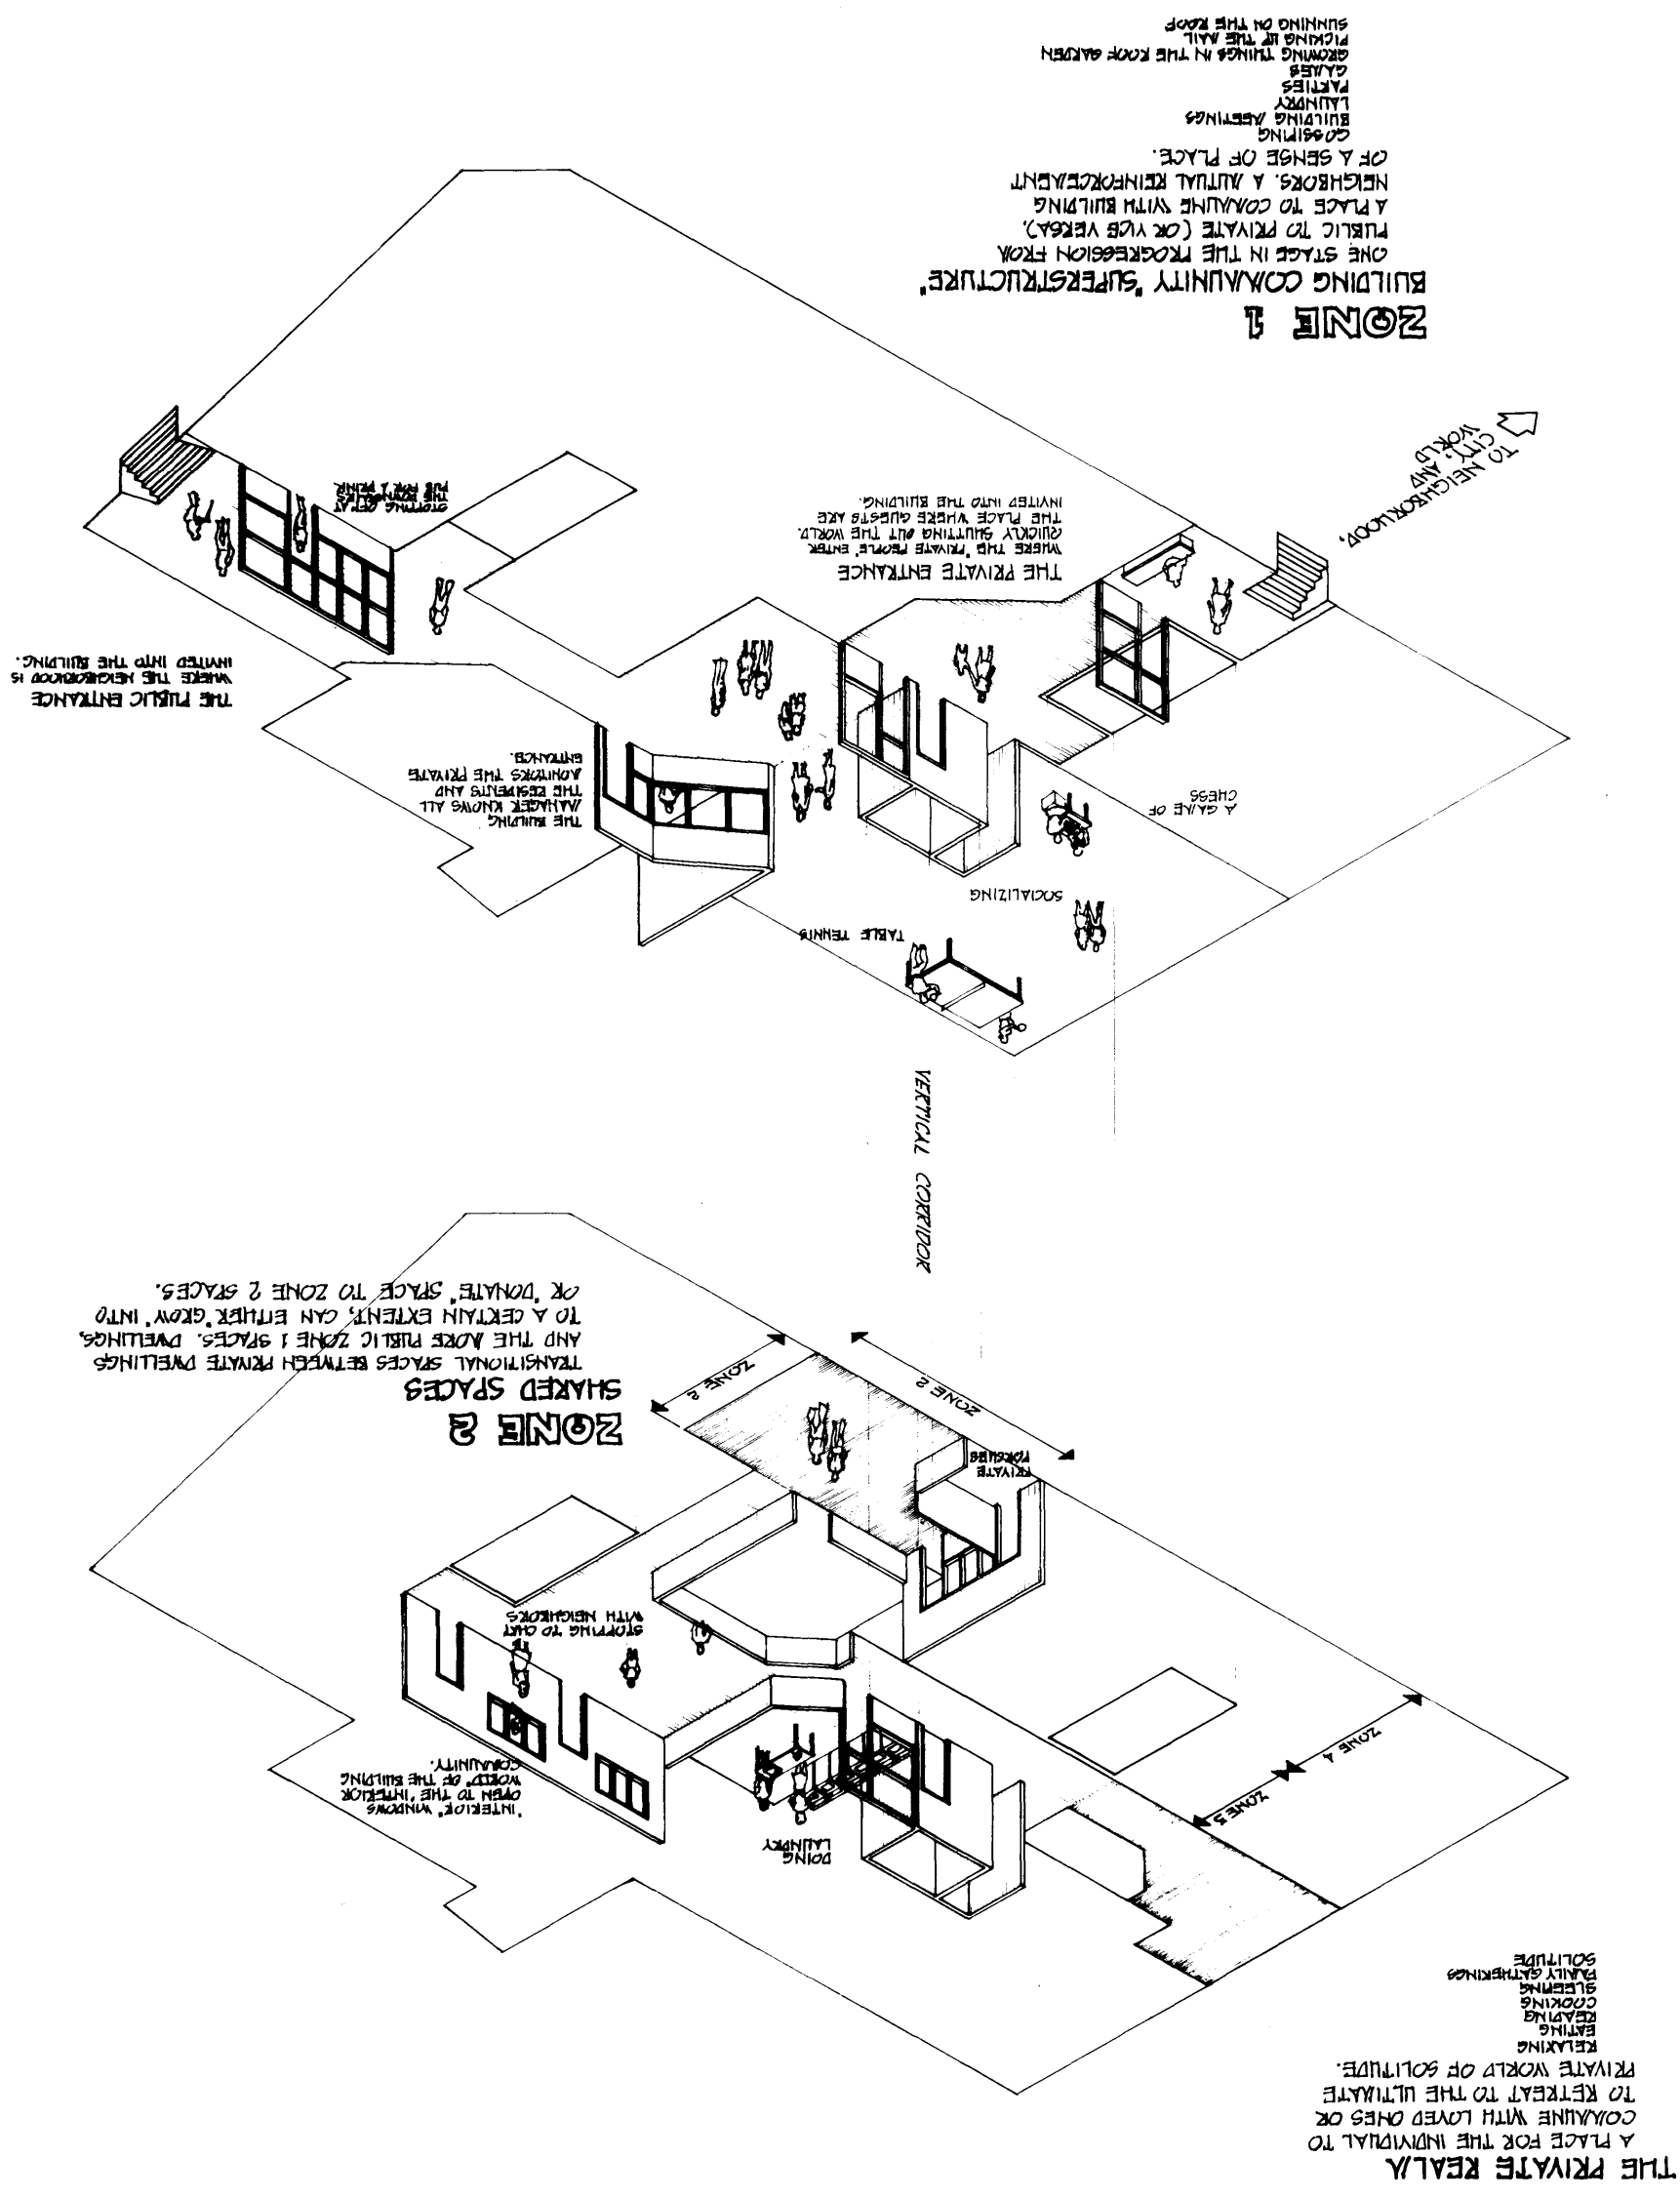 THE PRIVATE REALM
A PLACE FOR THE INDIVIDUAL TO
COMMUNE WITH LOVED ONES OR
TO RETREAT TO THE ULTIMATE
PRIVATE WORLD OF SOLITUDE.
RELAXING
EATING
READING
COOKING
SLEEPING
FAMILY GATHERINGS
SOLITUDE
DOING
LAUNDRY
"INTERIOR" WINDOWS
OPEN TO THE "INTERIOR
WORLD" OF THE BUILDING
COMMUNITY.
ZONE 3
ZONE 4
STOPPING TO CHAT
WITH NEIGHBORS
PRIVATE
PORCHES
ZONE 2
ZONE 2
ZONE 2
SHARED SPACES
TRANSITIONAL SPACES BETWEEN PRIVATE DWELLINGS
AND THE MORE PUBLIC ZONE 1 SPACES. DWELLINGS,
TO A CERTAIN EXTENT, CAN EITHER "GROW" INTO
OR "DONATE" SPACE TO ZONE 2 SPACES.
VERTICAL CORRIDOR
TABLE TENNIS
SOCIALIZING
A GAME OF
CHESS
THE BUILDING
MANAGER KNOWS ALL
THE RESIDENTS AND
MONITORS THE PRIVATE
ENTRANCE.
THE PUBLIC ENTRANCE
WHERE THE NEIGHBORHOOD IS
INVITED INTO THE BUILDING.
THE PRIVATE ENTRANCE
WHERE THE "PRIVATE PEOPLE" ENTER
QUICKLY SHUTTING OUT THE WORLD.
THE PLACE WHERE GUESTS ARE
INVITED INTO THE BUILDING.
STOPPING OFF AT
THE DOWNSTAIRS
PUB FOR A DRINK
TO NEIGHBORHOOD,
CITY, AND
WORLD
ZONE 1
BUILDING COMMUNITY "SUPERSTRUCTURE"
ONE STAGE IN THE PROGRESSION FROM
PUBLIC TO PRIVATE (OR VICE VERSA).
A PLACE TO COMMUNE WITH BUILDING
NEIGHBORS. A MUTUAL REINFORCEMENT
OF A SENSE OF PLACE.
GOSSIPING
BUILDING MEETINGS
LAUNDRY
PARTIES
GAMES
GROWING THINGS IN THE ROOF GARDEN
PICKING UP THE MAIL
SUNNING ON THE ROOF